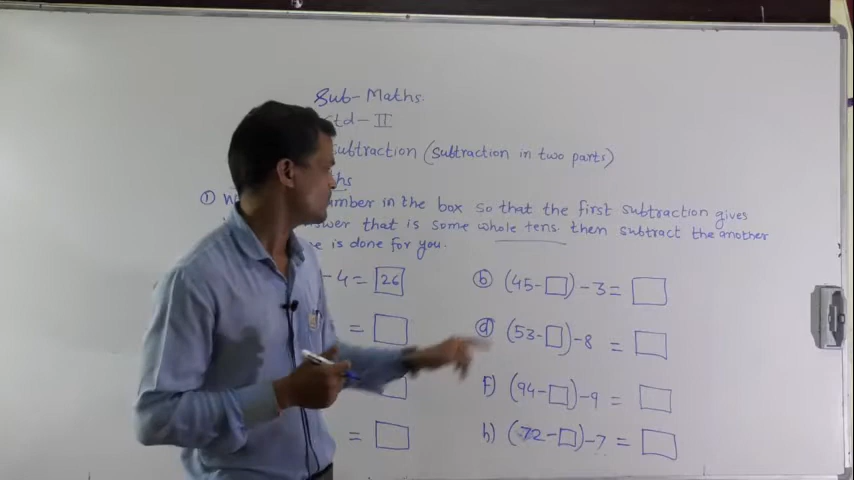 Sub- Maths.
td - II
subtraction (subtraction in two parts)
hs
① W umber in the box so that the first subtraction gives
nswer that is some whole tens then subtract the another
e is done for you.
- 4 = 26 ⓑ (45-□) - 3 = □
= □ ⓓ (53-□) - 8 = □
□ F) (94-□) - 9 = □
= □ h) (72-□) - 7 = □